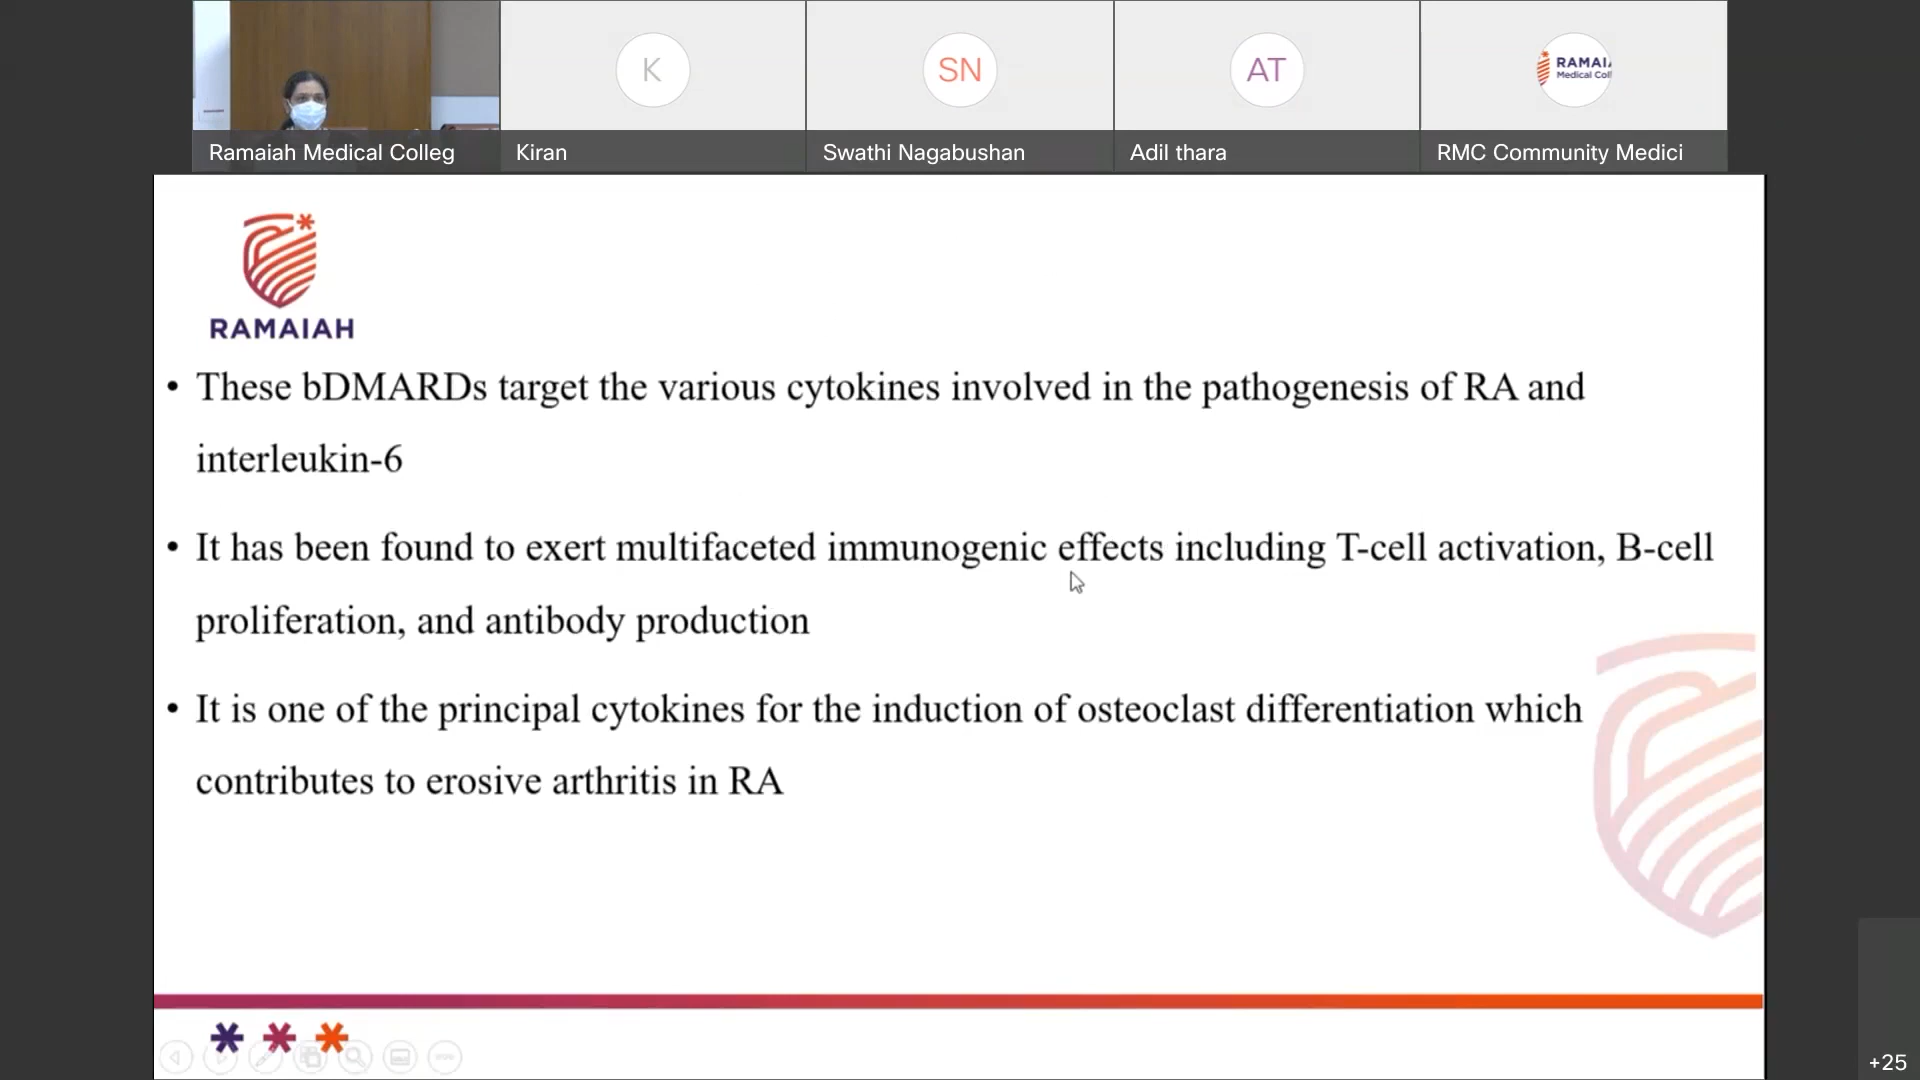 K
SN
AT
RAMAI
Medical Coll
Ramaiah Medical Colleg
Kiran
Swathi Nagabushan
Adil thara
RMC Community Medici
RAMAIAH
• These bDMARDs target the various cytokines involved in the pathogenesis of RA and
interleukin-6
• It has been found to exert multifaceted immunogenic effects including T-cell activation, B-cell
proliferation, and antibody production
• It is one of the principal cytokines for the induction of osteoclast differentiation which
contributes to erosive arthritis in RA
+25